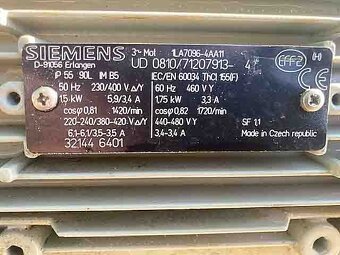 SIEMENS 3~ Mot 1LA7096-4AA11
D-91056 Erlangen UD 0810/71207913- 4 EFF2
IP 55 90L IM B5 IEC/EN 60034 ThCl 155(F) CE
50 Hz 230/400 V Δ/Y 60 Hz 460 V Y
1,5 kW 5,9/3,4 A 1,75 kW 3,3 A
cosφ 0,81 1420/min cosφ 0,82 1720/min
220-240/380-420 V Δ/Y 440-480 V Y SF 1.1
6,1-6,1/3,5-3,5 A 3,4-3,4 A Made in Czech republic
32144 6401